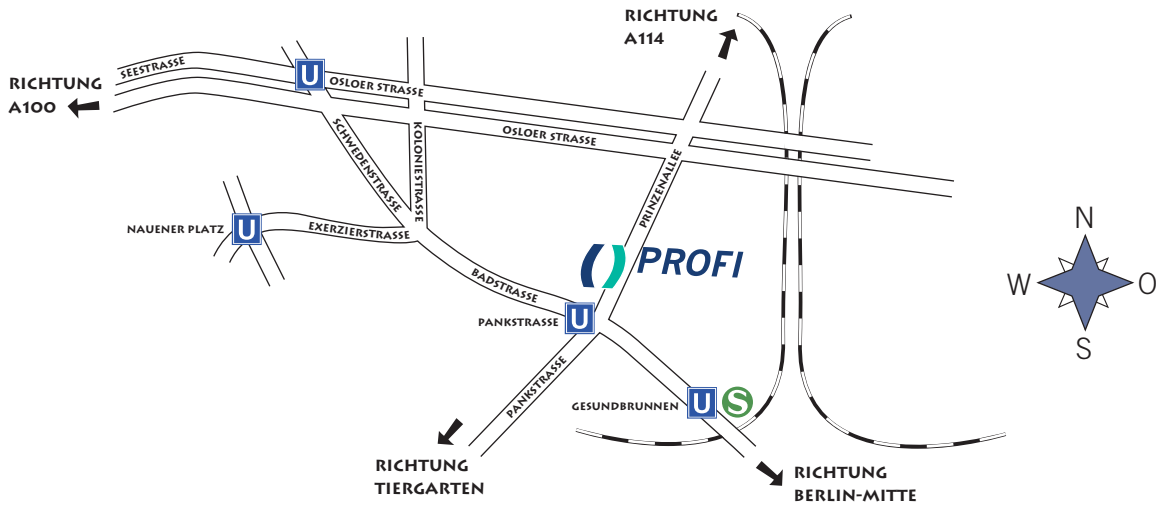 RICHTUNG
A114
RICHTUNG
A100
SEESTRASSE
U
OSLOER STRASSE
OSLOER STRASSE
SCHWEDENSTRASSE
KOLONIESTRASSE
PRINZENALLEE
NAUENER PLATZ
U
EXERZIERSTRASSE
PROFI
BADSTRASSE
PANKSTRASSE
U
PANKSTRASSE
GESUNDBRUNNEN
U
S
RICHTUNG
TIERGARTEN
RICHTUNG
BERLIN-MITTE
N
W
O
S